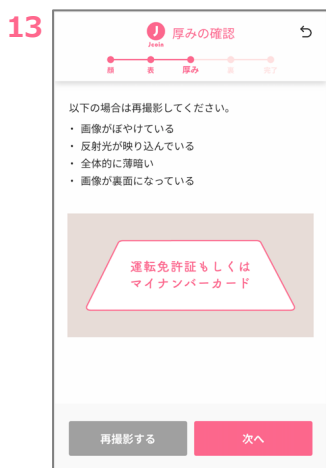 13
J
厚みの確認
Jcola
顔 表 厚み 裏 完了
以下の場合は再撮影してください。
・ 画像がぼやけている
・ 反射光が映り込んでいる
・ 全体的に薄暗い
・ 画像が裏面になっている
運転免許証もしくは
マイナンバーカード
再撮影する 次へ